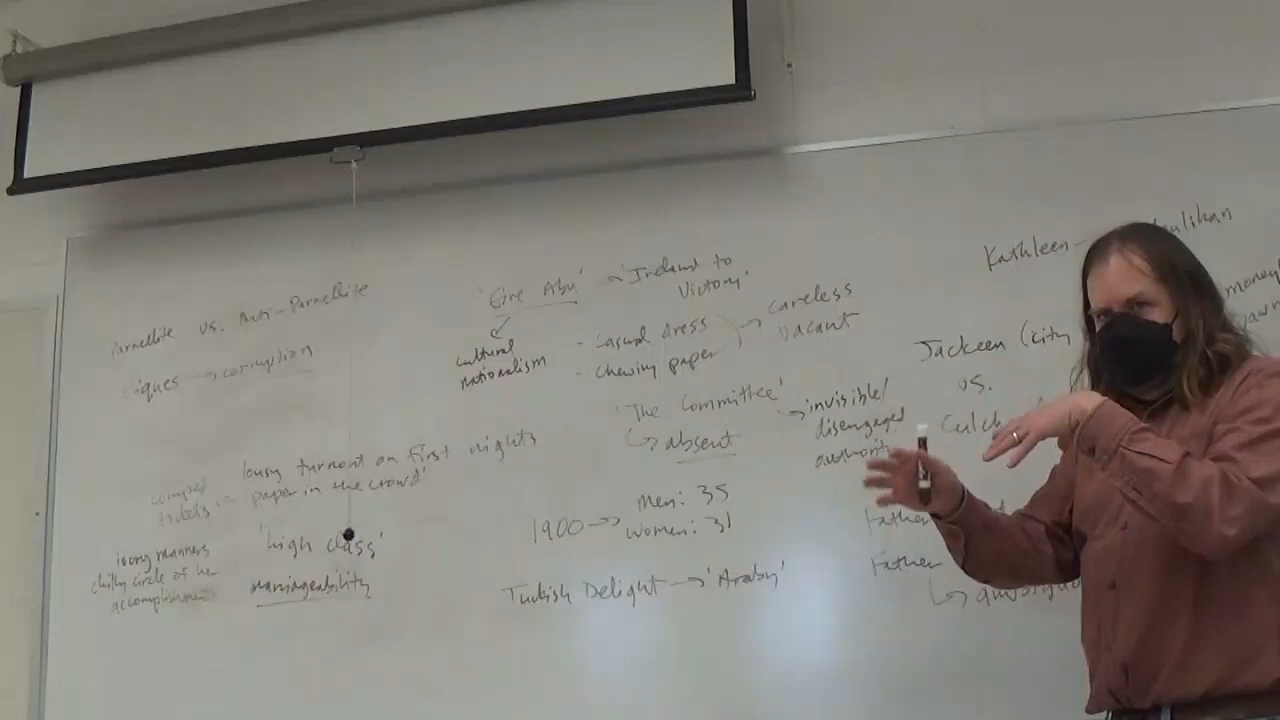 Parnellite vs. Anti-Parnellite
cliques → corruption
lousy turnout on first nights
'paper in the crowd'
comped
tickets
'high class'
marriageability
ivory manners
chilly circle of her
accomplishments
'Eire Abu' → 'Ireland to
Victory'
cultural
nationalism
- casual dress
- chewing paper
→ careless
vacant
'The Committee'
↳ absent
→ invisible/
disengaged
authority
1900 → Men: 35
Women: 31
Turkish Delight → 'Araby'
Kathleen
Jackeen (city
vs.
Culch
Father
Father